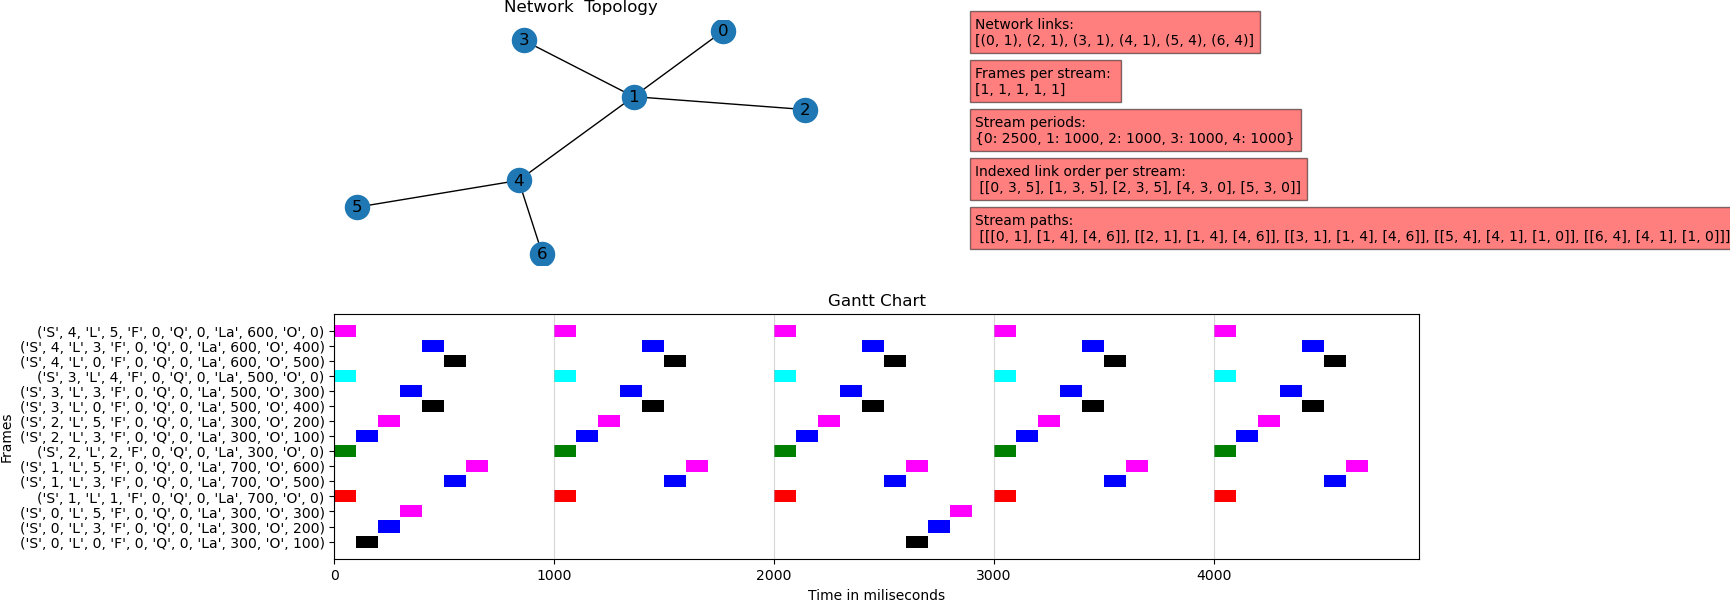 Network  Topology
3
0
1
2
4
5
6
Network links:
[(0, 1), (2, 1), (3, 1), (4, 1), (5, 4), (6, 4)]
Frames per stream:
[1, 1, 1, 1, 1]
Stream periods:
{0: 2500, 1: 1000, 2: 1000, 3: 1000, 4: 1000}
Indexed link order per stream:
[[0, 3, 5], [1, 3, 5], [2, 3, 5], [4, 3, 0], [5, 3, 0]]
Stream paths:
[[[0, 1], [1, 4], [4, 6]], [[2, 1], [1, 4], [4, 6]], [[3, 1], [1, 4], [4, 6]], [[5, 4], [4, 1], [1, 0]], [[6, 4], [4, 1], [1, 0]]]
Gantt Chart
Frames
('S', 4, 'L', 5, 'F', 0, 'Q', 0, 'La', 600, 'O', 0)
('S', 4, 'L', 3, 'F', 0, 'Q', 0, 'La', 600, 'O', 400)
('S', 4, 'L', 0, 'F', 0, 'Q', 0, 'La', 600, 'O', 500)
('S', 3, 'L', 4, 'F', 0, 'Q', 0, 'La', 500, 'O', 0)
('S', 3, 'L', 3, 'F', 0, 'Q', 0, 'La', 500, 'O', 300)
('S', 3, 'L', 0, 'F', 0, 'Q', 0, 'La', 500, 'O', 400)
('S', 2, 'L', 5, 'F', 0, 'Q', 0, 'La', 300, 'O', 200)
('S', 2, 'L', 3, 'F', 0, 'Q', 0, 'La', 300, 'O', 100)
('S', 2, 'L', 2, 'F', 0, 'Q', 0, 'La', 300, 'O', 0)
('S', 1, 'L', 5, 'F', 0, 'Q', 0, 'La', 700, 'O', 600)
('S', 1, 'L', 3, 'F', 0, 'Q', 0, 'La', 700, 'O', 500)
('S', 1, 'L', 1, 'F', 0, 'Q', 0, 'La', 700, 'O', 0)
('S', 0, 'L', 5, 'F', 0, 'Q', 0, 'La', 300, 'O', 300)
('S', 0, 'L', 3, 'F', 0, 'Q', 0, 'La', 300, 'O', 200)
('S', 0, 'L', 0, 'F', 0, 'Q', 0, 'La', 300, 'O', 100)
0 1000 2000 3000 4000
Time in miliseconds